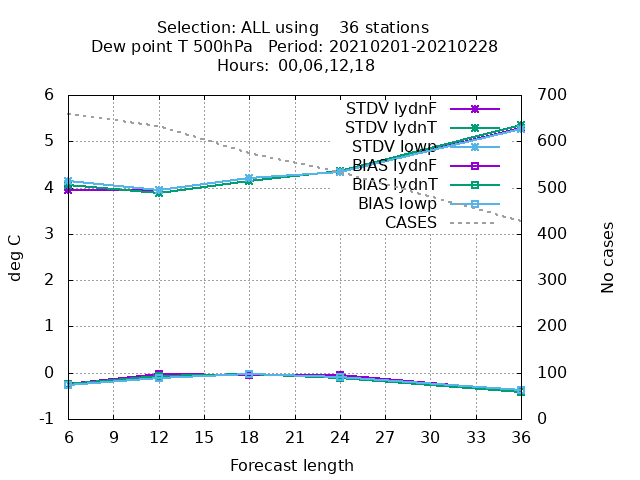 Selection: ALL using    36 stations
Dew point T 500hPa   Period: 20210201-20210228
Hours: 00,06,12,18
STDV lydnF
STDV lydnT
STDV lowp
BIAS lydnF
BIAS lydnT
BIAS lowp
CASES
6
5
4
3
2
1
0
-1
deg C
700
600
500
400
300
200
100
0
No cases
6 9 12 15 18 21 24 27 30 33 36
Forecast length